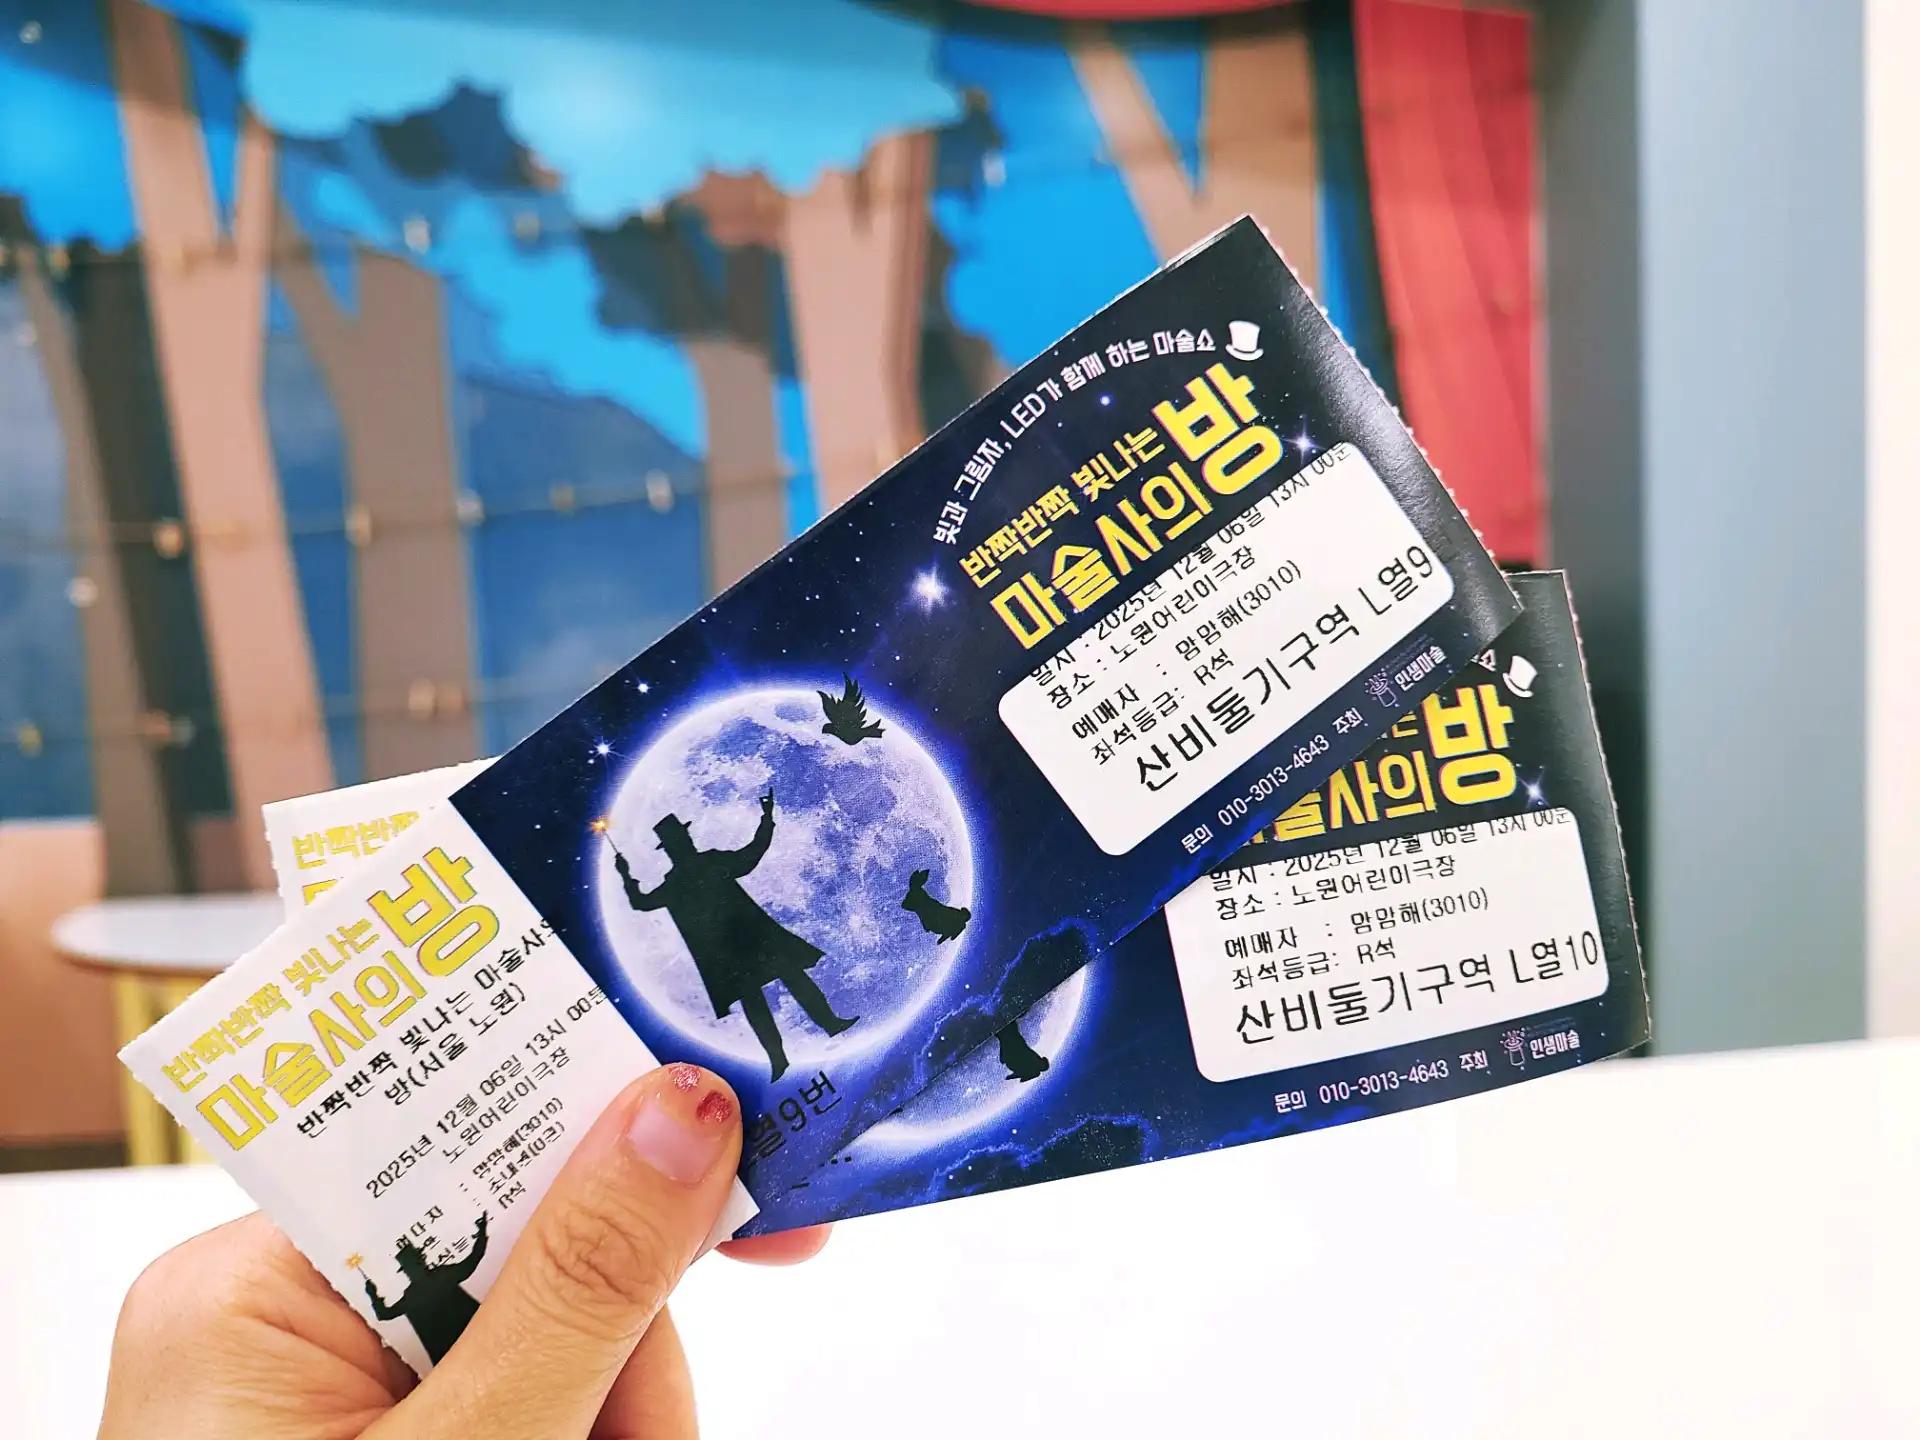 빛과 그림자, LED가 함께 하는 마술쇼
반짝반짝 빛나는
마술사의방
일시 : 2025년 12월 06일 13시 00분
장소 : 노원어린이극장
예매자 : 맘맘해(3010)
좌석등급: R석
산비둘기구역 L열9
문의 010-3013-4643 주최 인생마술
마술사의방
일시 : 2025년 12월 06일 13시 00분
장소 : 노원어린이극장
예매자 : 맘맘해(3010)
좌석등급: R석
산비둘기구역 L열10
문의 010-3013-4643 주최 인생마술
반짝반짝
반짝반짝 빛나는
마술사의방
반짝반짝 빛나는 마술사의
방(서울 노원)
2025년 12월 06일 13시 00분
노원어린이극장
: 맘맘해(3010)
: R석
열9번